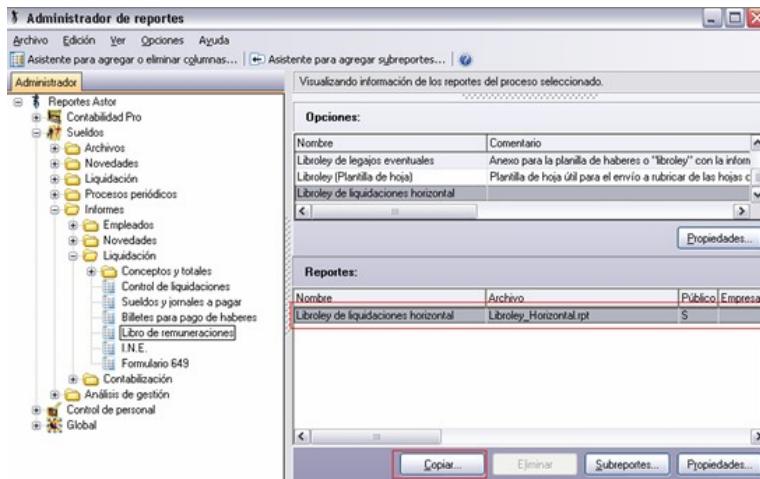 Administrador de reportes
Archivo Edición Ver Opciones Ayuda
Asistente para agregar o eliminar columnas... Asistente para agregar subreportes...
Administrador
Visualizando información de los reportes del proceso seleccionado.
Reportes Astor
Contabilidad Pro
Sueldos
Archivos
Novedades
Liquidación
Procesos periódicos
Informes
Empleados
Novedades
Liquidación
Conceptos y totales
Control de liquidaciones
Sueldos y jornales a pagar
Billetes para pago de haberes
Libro de remuneraciones
I.N.E.
Formulario 649
Contabilización
Análisis de gestión
Control de personal
Global
Opciones:
Nombre Comentario
Libroley de legajos eventuales Anexo para la planilla de haberes o "libroley" con la inform
Libroley (Plantilla de hoja) Plantilla de hoja útil para el envío a rubricar de las hojas c
Libroley de liquidaciones horizontal
Propiedades...
Reportes:
Nombre Archivo Público Empresa
Libroley de liquidaciones horizontal Libroley_Horizontal.rpt S
Copiar... Eliminar Subreportes... Propiedades...